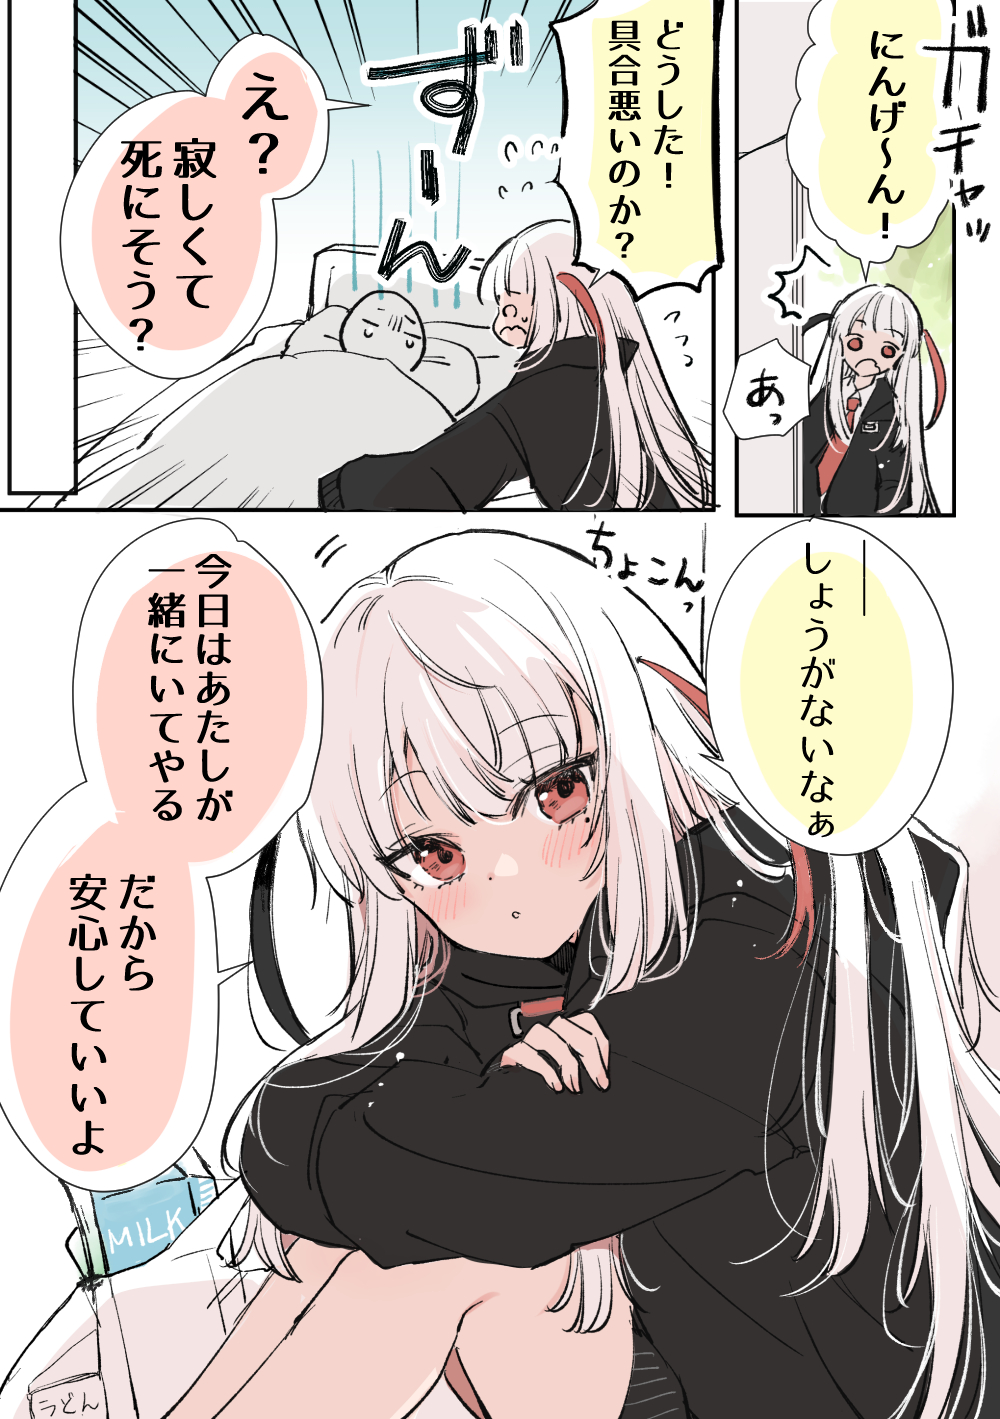 ガチャッ
にんげ〜ん!
あっ
どうした!
具合悪いのか?
ずーん
え?
寂しくて
死にそう?
───
しょうがないなぁ
ちょこんっ
今日はあたしが
一緒にいてやる
だから
安心していいよ
MILK
うどん